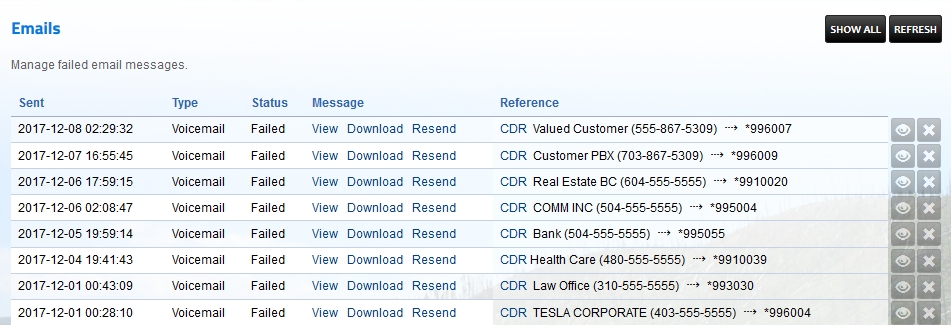 Emails
SHOW ALL REFRESH
Manage failed email messages.
Sent Type Status Message Reference
2017-12-08 02:29:32 Voicemail Failed View Download Resend CDR Valued Customer (555-867-5309) ⤏ *996007
2017-12-07 16:55:45 Voicemail Failed View Download Resend CDR Customer PBX (703-867-5309) ⤏ *996009
2017-12-06 17:59:15 Voicemail Failed View Download Resend CDR Real Estate BC (604-555-5555) ⤏ *9910020
2017-12-06 02:08:47 Voicemail Failed View Download Resend CDR COMM INC (504-555-5555) ⤏ *995004
2017-12-05 19:59:14 Voicemail Failed View Download Resend CDR Bank (504-555-5555) ⤏ *995055
2017-12-04 19:41:43 Voicemail Failed View Download Resend CDR Health Care (480-555-5555) ⤏ *9910039
2017-12-01 00:43:09 Voicemail Failed View Download Resend CDR Law Office (310-555-5555) ⤏ *993030
2017-12-01 00:28:10 Voicemail Failed View Download Resend CDR TESLA CORPORATE (403-555-5555) ⤏ *996004